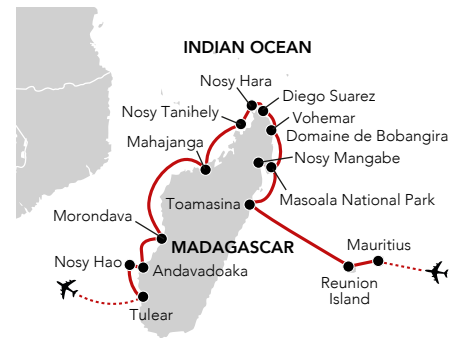 INDIAN OCEAN
Nosy Hara
Diego Suarez
Nosy Tanihely
Vohemar
Domaine de Bobangira
Mahajanga
Nosy Mangabe
Masoala National Park
Toamasina
Morondava
MADAGASCAR
Mauritius
Nosy Hao
Andavadoaka
Reunion
Island
Tulear